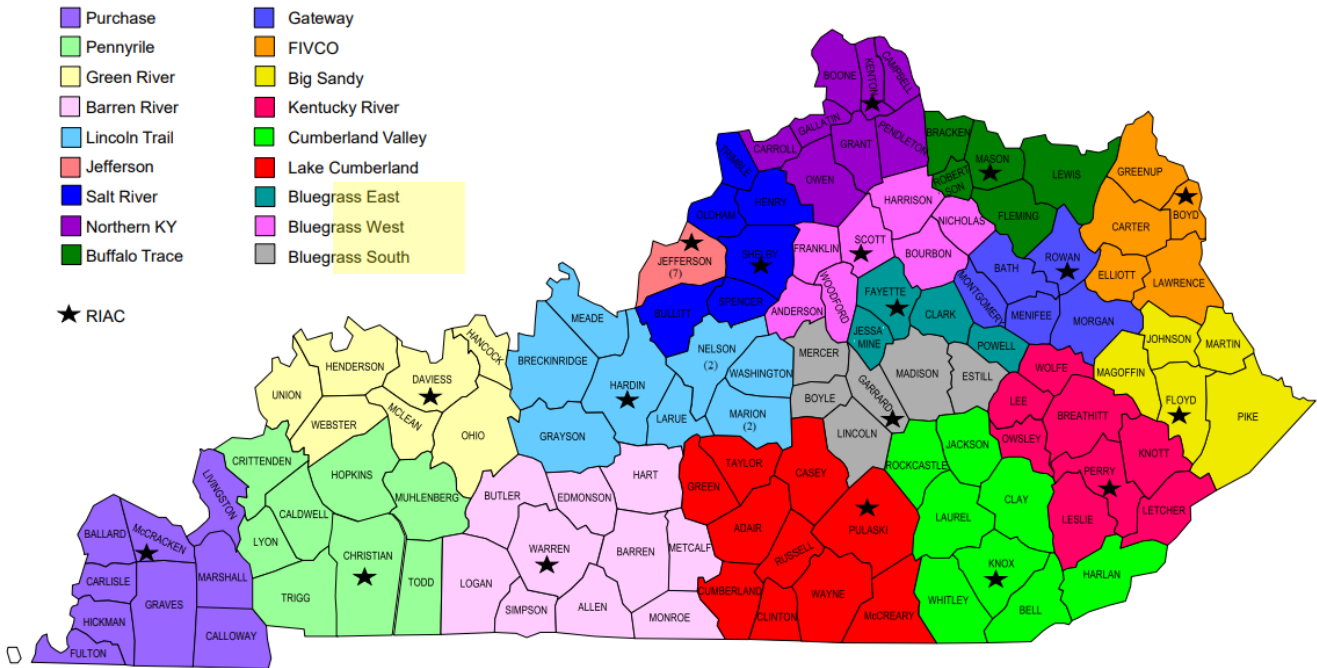 Purchase
Pennyrile
Green River
Barren River
Lincoln Trail
Jefferson
Salt River
Northern KY
Buffalo Trace
Gateway
FIVCO
Big Sandy
Kentucky River
Cumberland Valley
Lake Cumberland
Bluegrass East
Bluegrass West
Bluegrass South
RIAC
BOONE
KENTON
CAMPBELL
GALLATIN
CARROLL
GRANT
PENDLETON
OWEN
BRACKEN
MASON
ROBERT
SON
LEWIS
FLEMING
GREENUP
BOYD
CARTER
ELLIOTT
LAWRENCE
TRIMBLE
HENRY
OLDHAM
SHELBY
SPENCER
BULLITT
JEFFERSON
(7)
HARRISON
NICHOLAS
SCOTT
FRANKLIN
BOURBON
WOODFORD
ANDERSON
FAYETTE
CLARK
JESSA
MINE
POWELL
BATH
ROWAN
MONTGOMERY
MENIFEE
MORGAN
JOHNSON
MARTIN
MAGOFFIN
FLOYD
PIKE
WOLFE
LEE
BREATHITT
OWSLEY
KNOTT
PERRY
LESLIE
LETCHER
MERCER
BOYLE
GARRARD
MADISON
ESTILL
LINCOLN
MEADE
BRECKINRIDGE
HARDIN
GRAYSON
LARUE
NELSON
(2)
WASHINGTON
MARION
(2)
HANCOCK
HENDERSON
DAVIESS
UNION
WEBSTER
MCLEAN
OHIO
CRITTENDEN
HOPKINS
MUHLENBERG
CALDWELL
LYON
CHRISTIAN
TRIGG
TODD
LIVINGSTON
BALLARD
McCRACKEN
CARLISLE
MARSHALL
GRAVES
HICKMAN
CALLOWAY
FULTON
BUTLER
EDMONSON
HART
WARREN
BARREN
METCALF
LOGAN
SIMPSON
ALLEN
MONROE
GREEN
TAYLOR
CASEY
ADAIR
PULASKI
RUSSELL
CUMBERLAND
CLINTON
WAYNE
McCREARY
ROCKCASTLE
JACKSON
LAUREL
CLAY
KNOX
WHITLEY
BELL
HARLAN